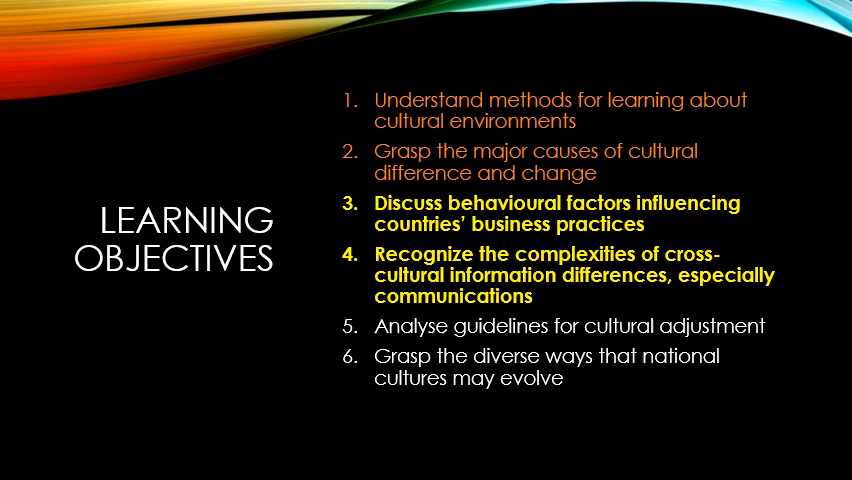 LEARNING
OBJECTIVES
1. Understand methods for learning about
cultural environments
2. Grasp the major causes of cultural
difference and change
3. Discuss behavioural factors influencing
countries' business practices
4. Recognize the complexities of cross-
cultural information differences, especially
communications
5. Analyse guidelines for cultural adjustment
6. Grasp the diverse ways that national
cultures may evolve